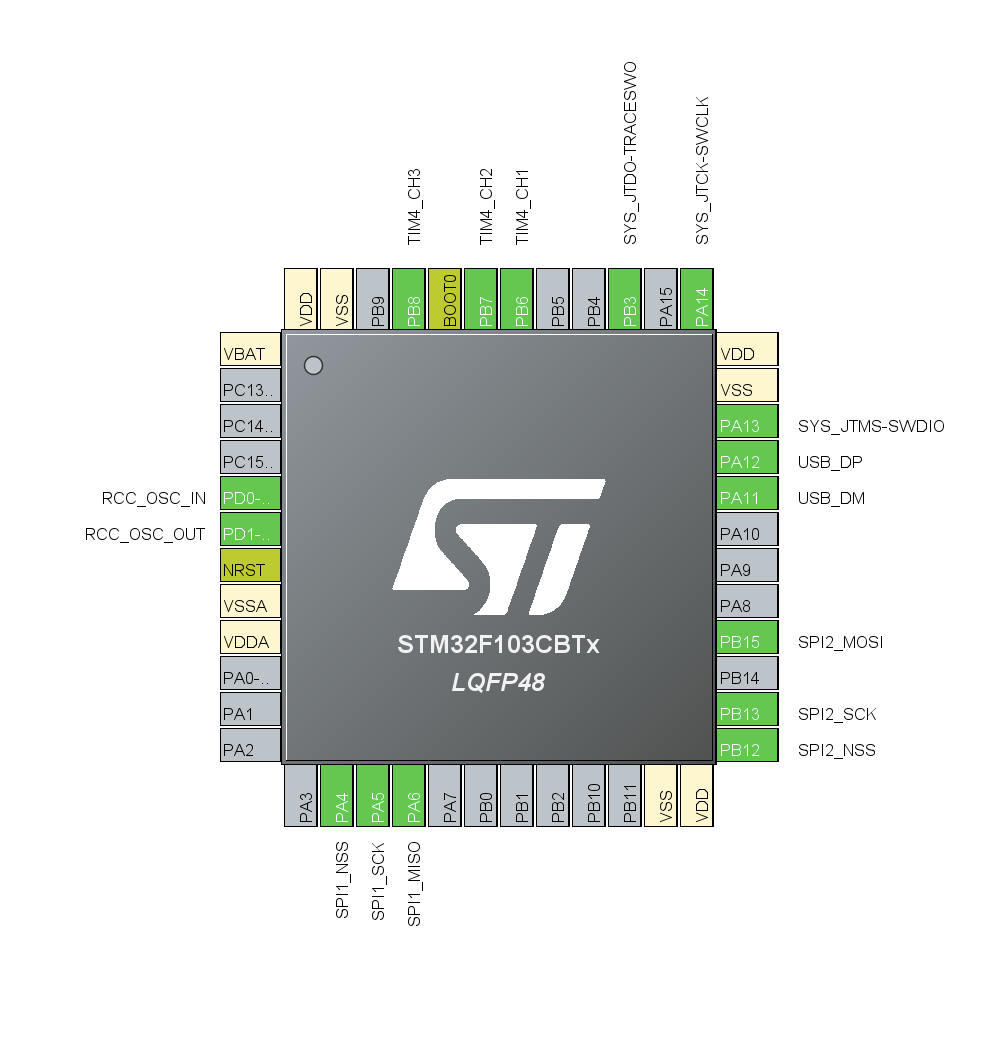 SYS_JTDO-TRACESWO
SYS_JTCK-SWCLK
TIM4_CH3
TIM4_CH2
TIM4_CH1
VDD
VSS
PB9
PB8
BOOT0
PB7
PB6
PB5
PB4
PB3
PA15
PA14
VBAT
PC13..
PC14..
PC15..
RCC_OSC_IN PD0-..
RCC_OSC_OUT PD1-..
NRST
VSSA
VDDA
PA0-..
PA1
PA2
VDD
VSS
PA13 SYS_JTMS-SWDIO
PA12 USB_DP
PA11 USB_DM
PA10
PA9
PA8
PB15 SPI2_MOSI
PB14
PB13 SPI2_SCK
PB12 SPI2_NSS
ST
STM32F103CBTx
LQFP48
PA3
PA4
PA5
PA6
PA7
PB0
PB1
PB2
PB10
PB11
VSS
VDD
SPI1_NSS
SPI1_SCK
SPI1_MISO